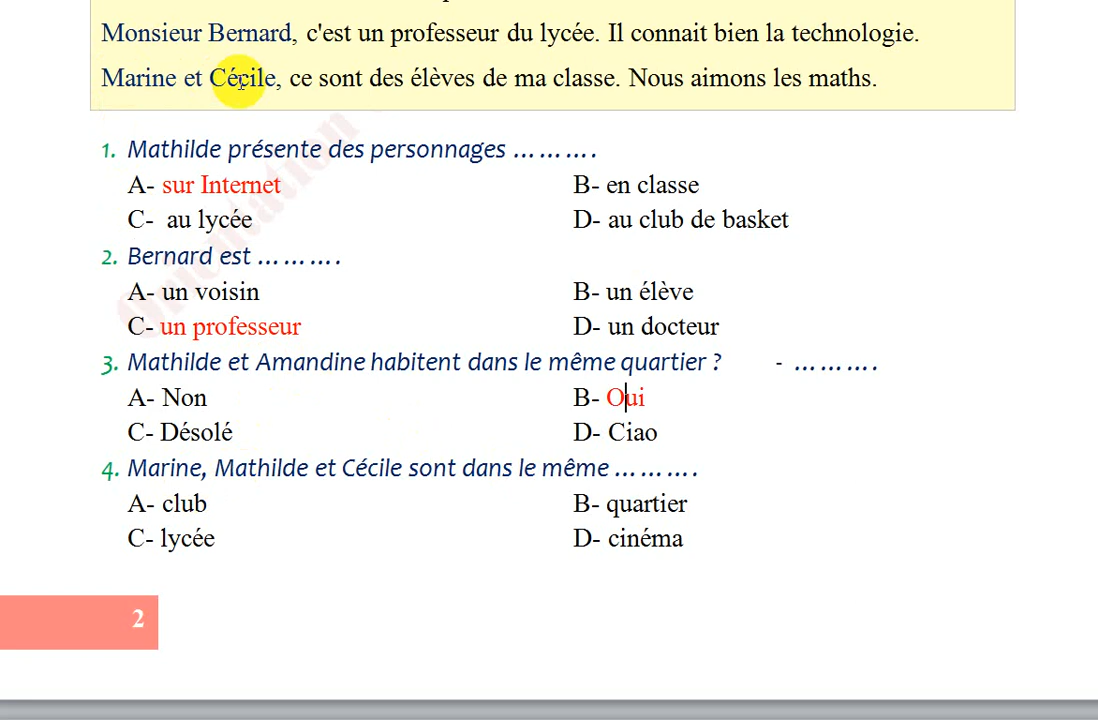 Monsieur Bernard, c'est un professeur du lycée. Il connait bien la technologie.
Marine et Cécile, ce sont des élèves de ma classe. Nous aimons les maths.
1. Mathilde présente des personnages ……….
A- sur Internet B- en classe
C- au lycée D- au club de basket
2. Bernard est ……….
A- un voisin B- un élève
C- un professeur D- un docteur
3. Mathilde et Amandine habitent dans le même quartier ? - ……….
A- Non B- Oui
C- Désolé D- Ciao
4. Marine, Mathilde et Cécile sont dans le même ……….
A- club B- quartier
C- lycée D- cinéma
2